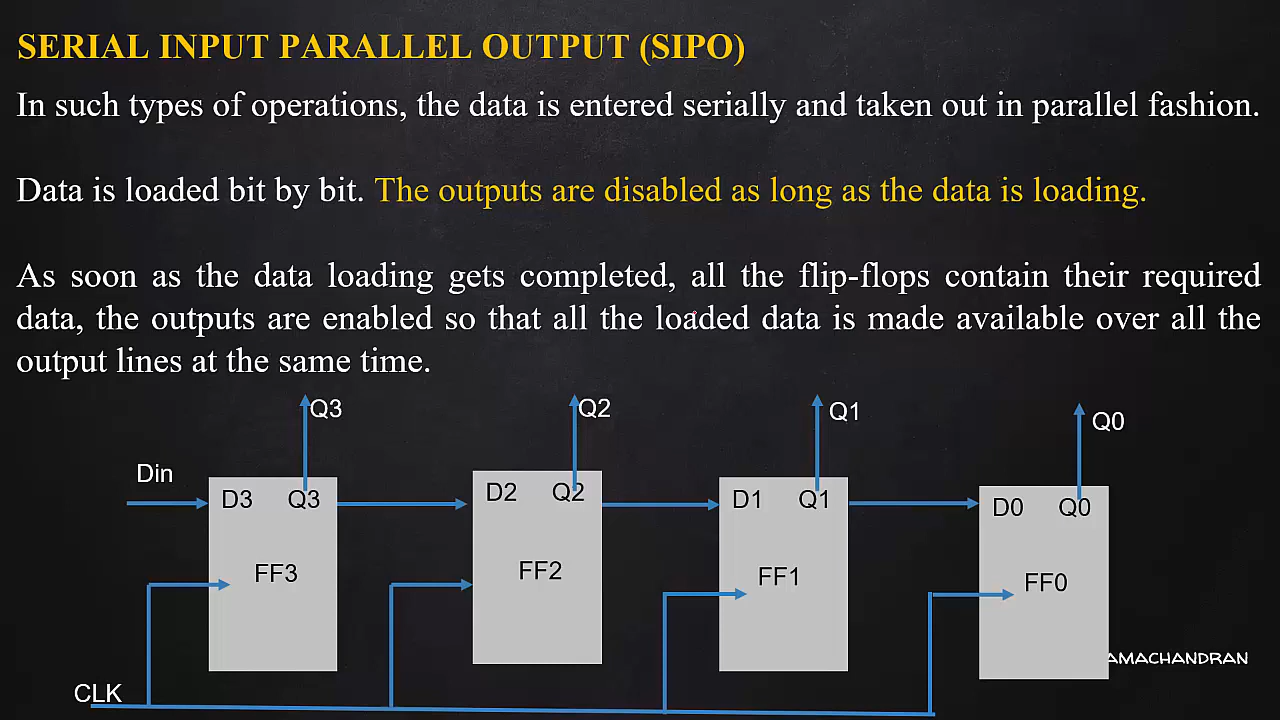 SERIAL INPUT PARALLEL OUTPUT (SIPO)
In such types of operations, the data is entered serially and taken out in parallel fashion.
Data is loaded bit by bit. The outputs are disabled as long as the data is loading.
As soon as the data loading gets completed, all the flip-flops contain their required
data, the outputs are enabled so that all the loaded data is made available over all the
output lines at the same time.
Q3 Q2 Q1 Q0
Din
D3 Q3 D2 Q2 D1 Q1 D0 Q0
FF3 FF2 FF1 FF0
AMACHANDRAN
CLK